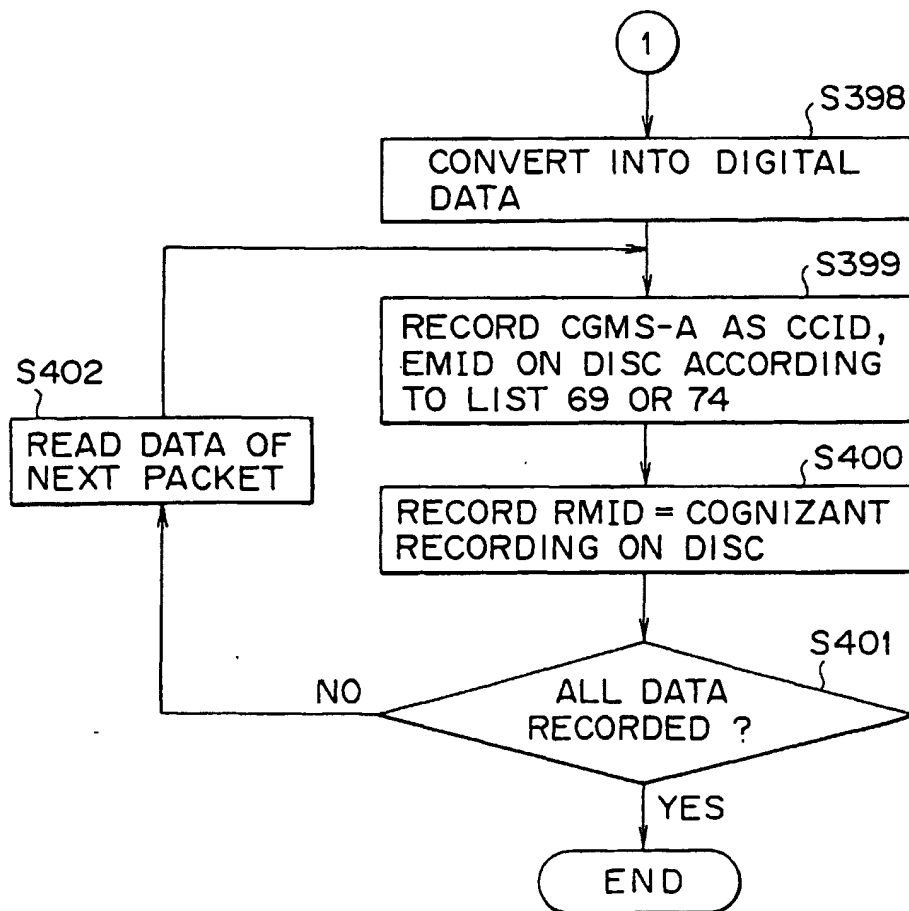 1
S398
CONVERT INTO DIGITAL
DATA
S399
RECORD CGMS-A AS CCID,
EMID ON DISC ACCORDING
TO LIST 69 OR 74
S402
READ DATA OF
NEXT PACKET
S400
RECORD RMID = COGNIZANT
RECORDING ON DISC
S401
NO
ALL DATA
RECORDED ?
YES
END